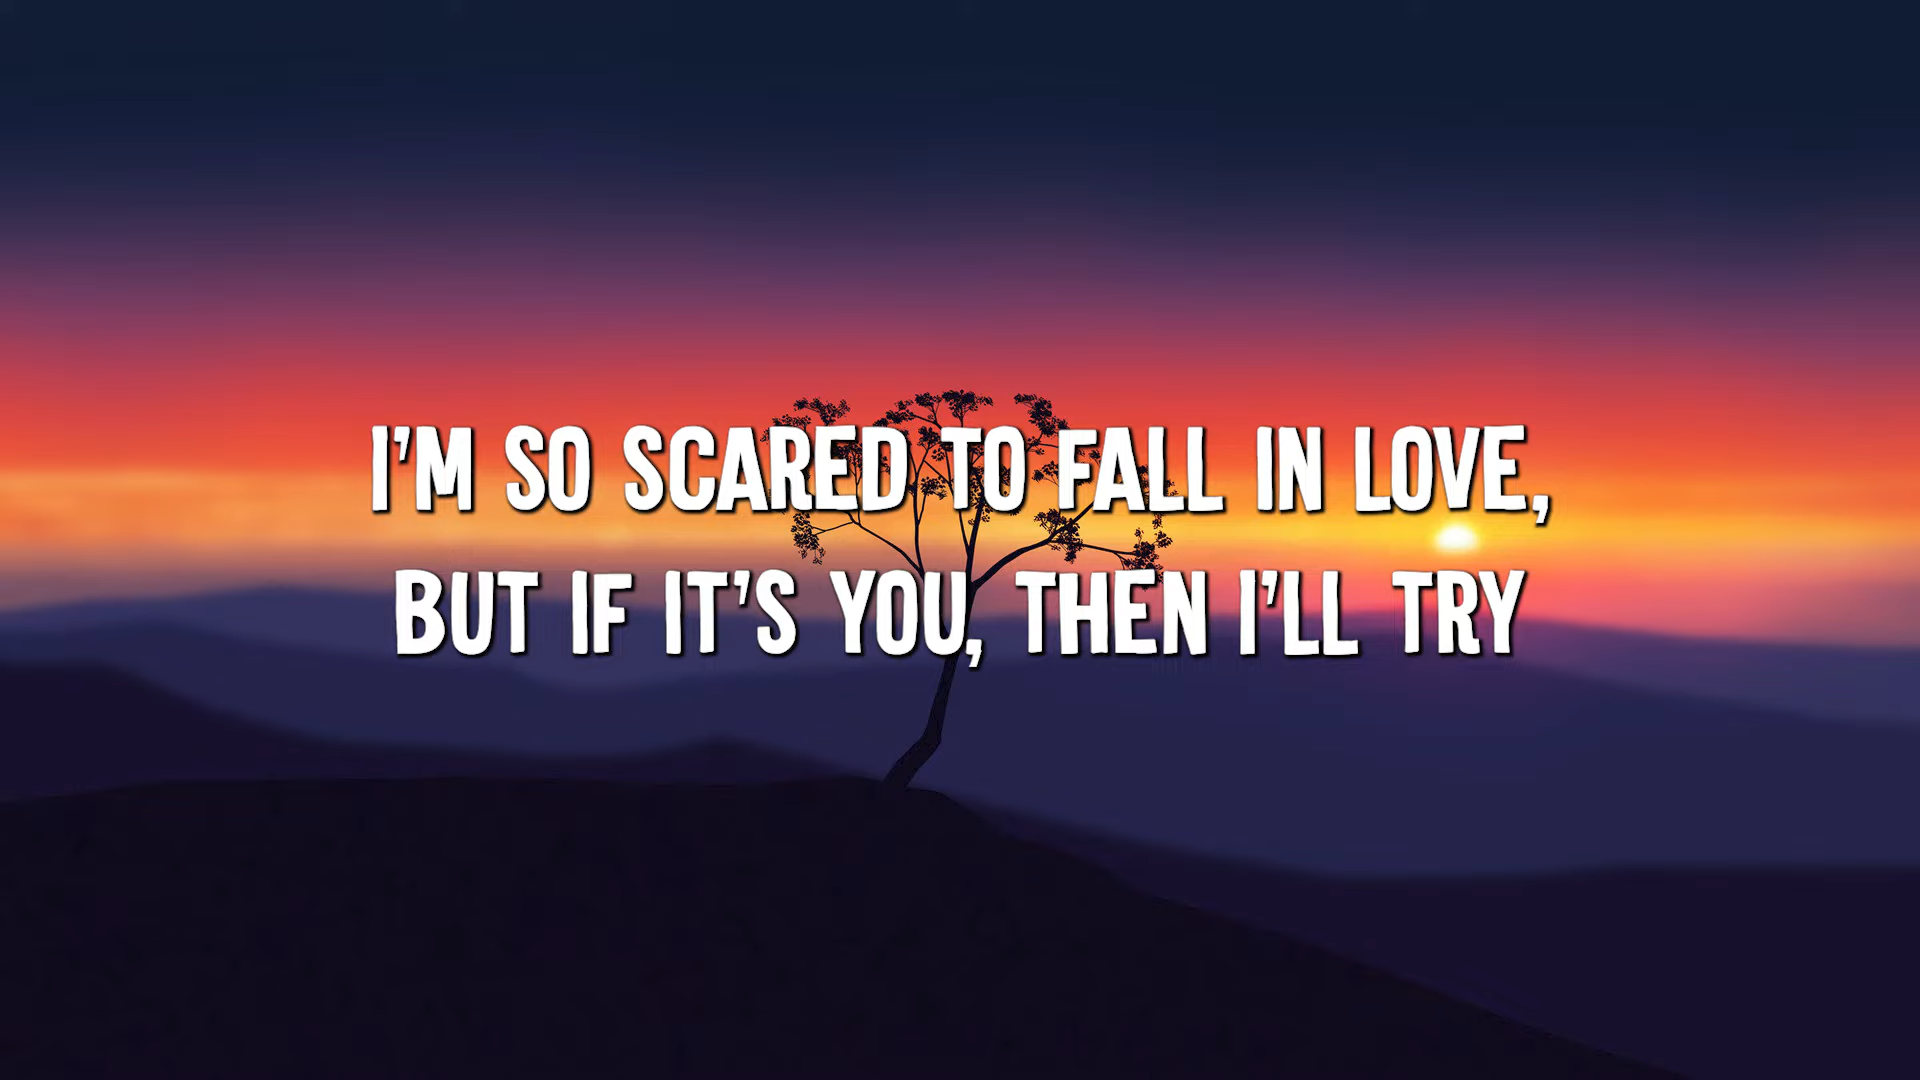 I'M SO SCARED TO FALL IN LOVE,
BUT IF IT'S YOU, THEN I'LL TRY